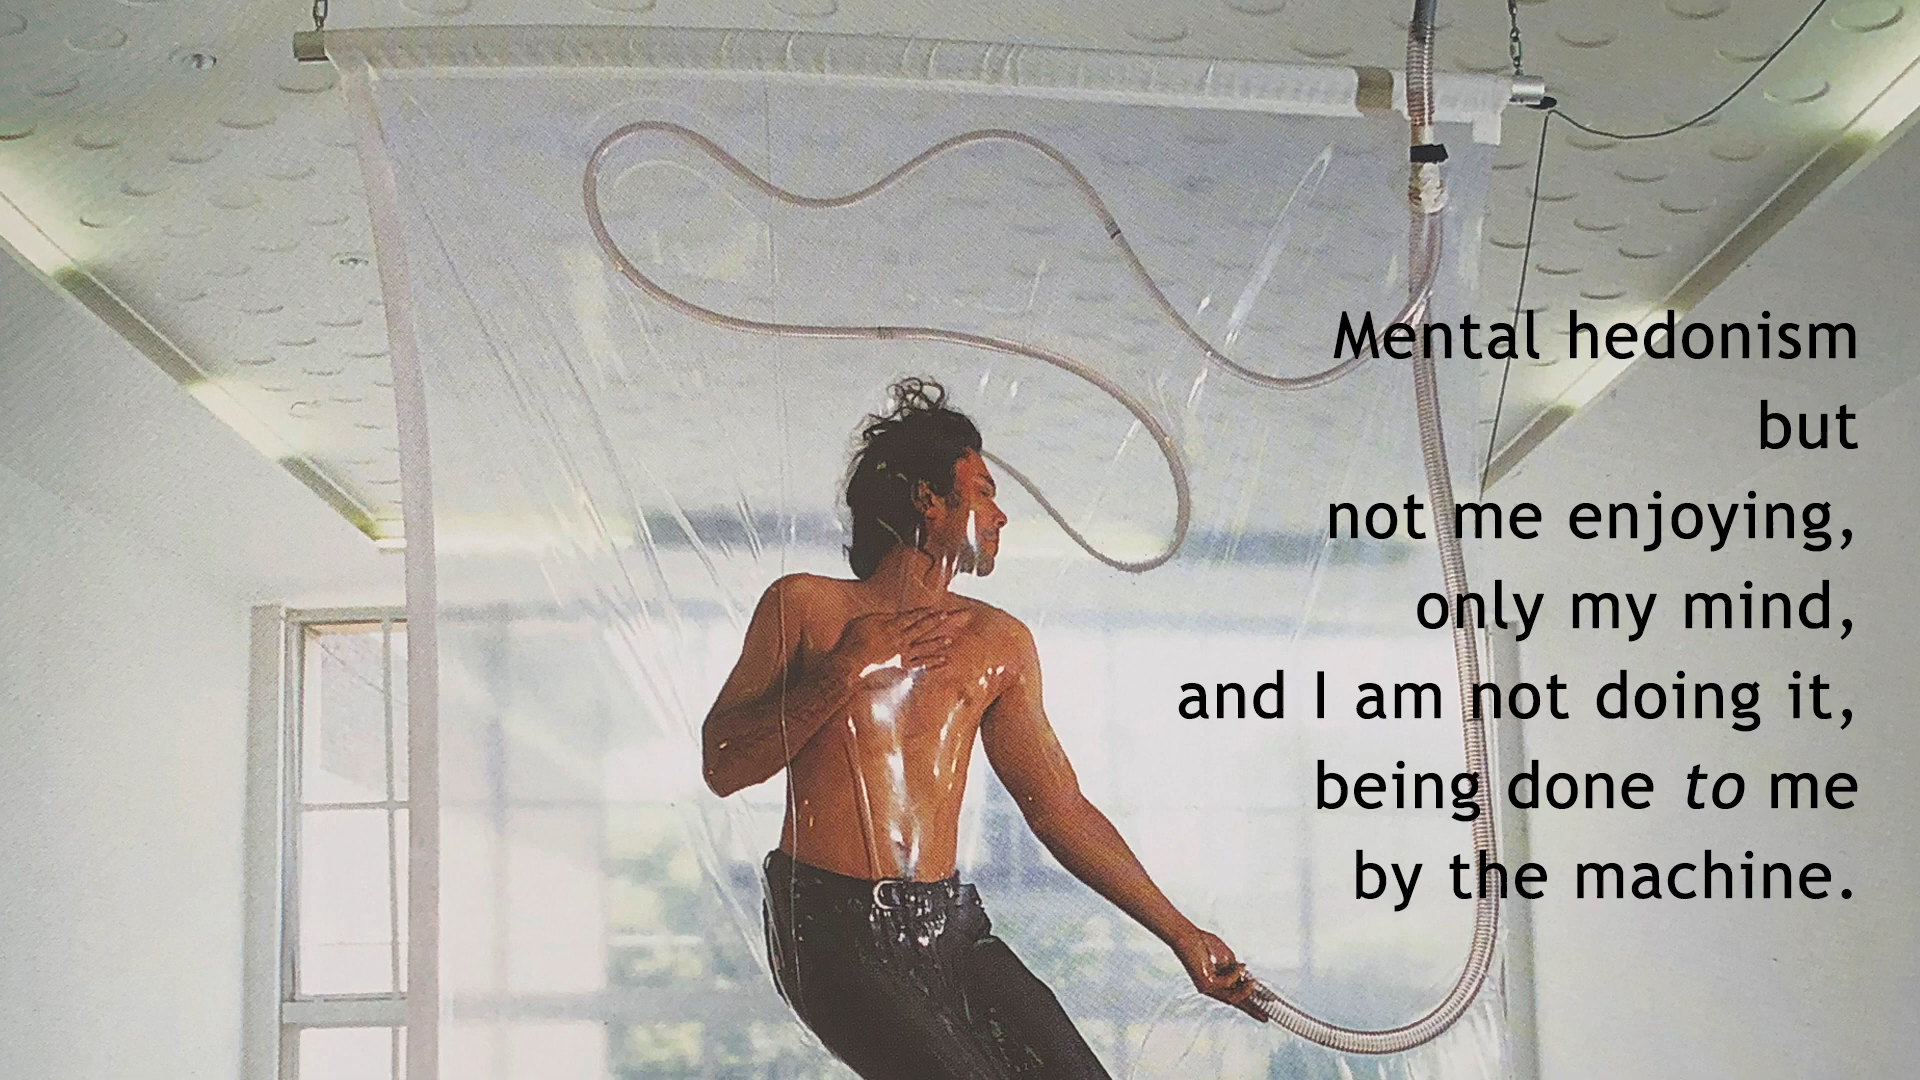 Mental hedonism
but
not me enjoying,
only my mind,
and I am not doing it,
being done to me
by the machine.